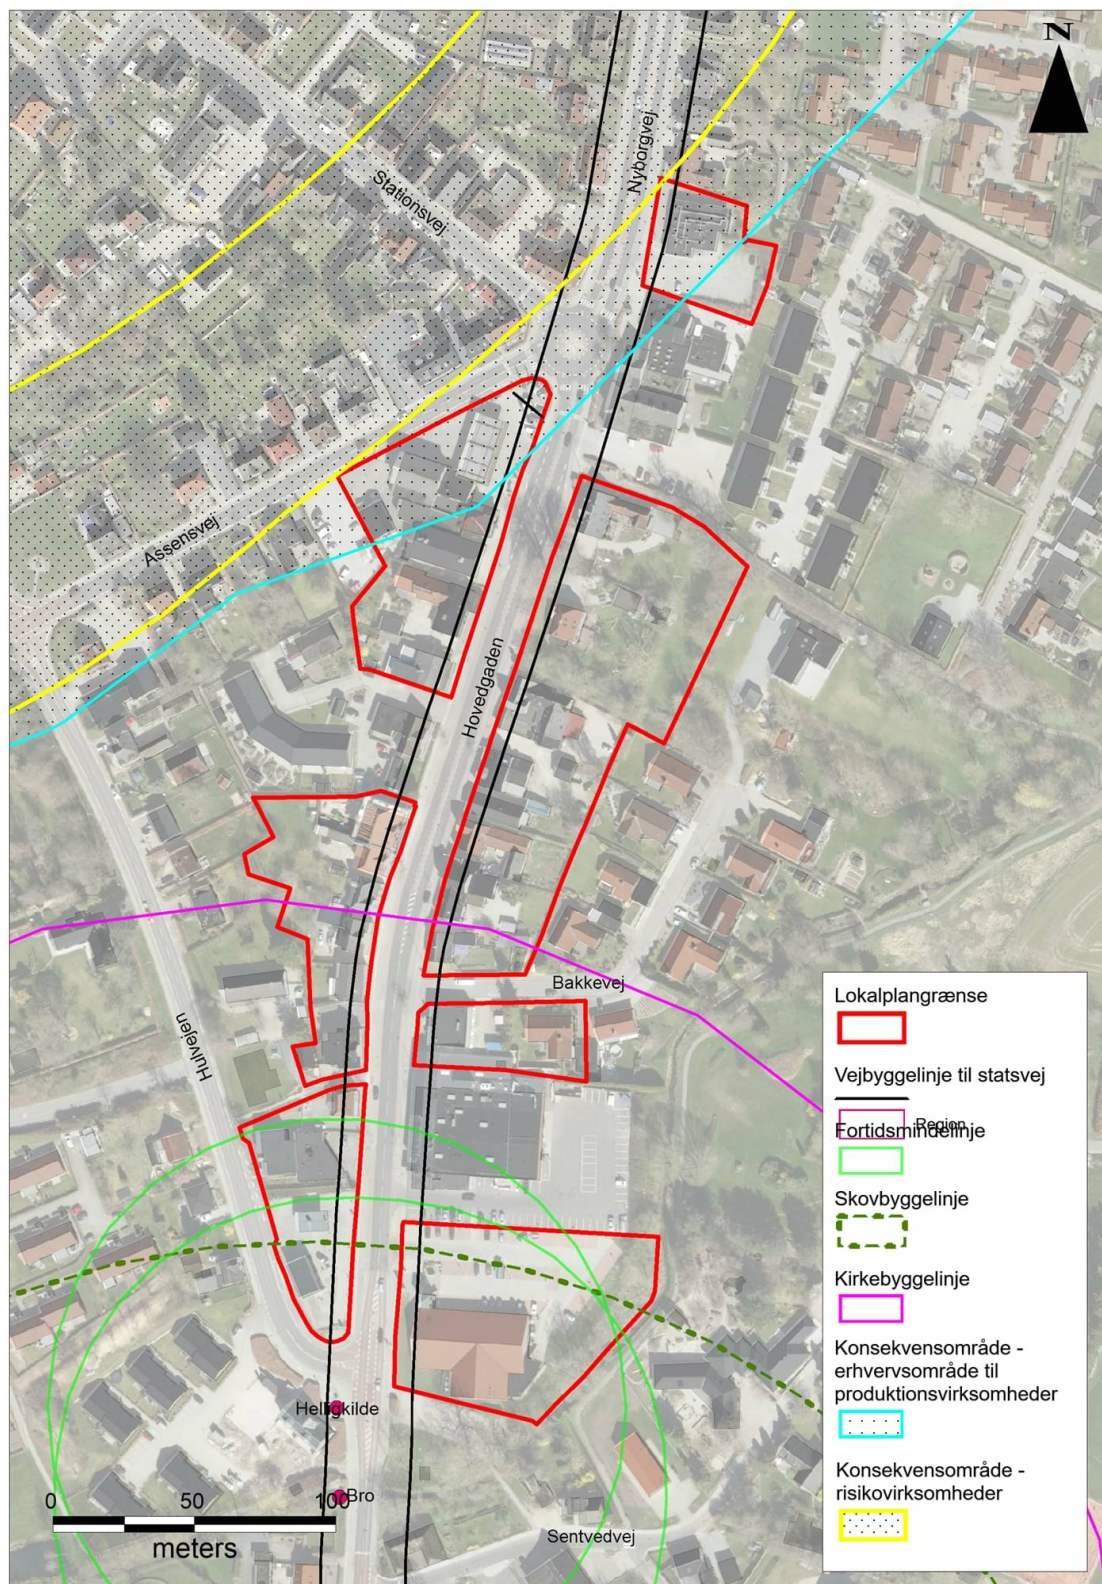 N
Nyborgvej
Stationsvej
Assensvej
Hovedgaden
Bakkevej
Hulvejen
Helligkilde
Bro
Sentvedvej
0 50 100
meters
Lokalplangrænse
Vejbyggelinje til statsvej
Region
Fortidsmindelinje
Skovbyggelinje
Kirkebyggelinje
Konsekvensområde -
erhvervsområde til
produktionsvirksomheder
Konsekvensområde -
risikovirksomheder